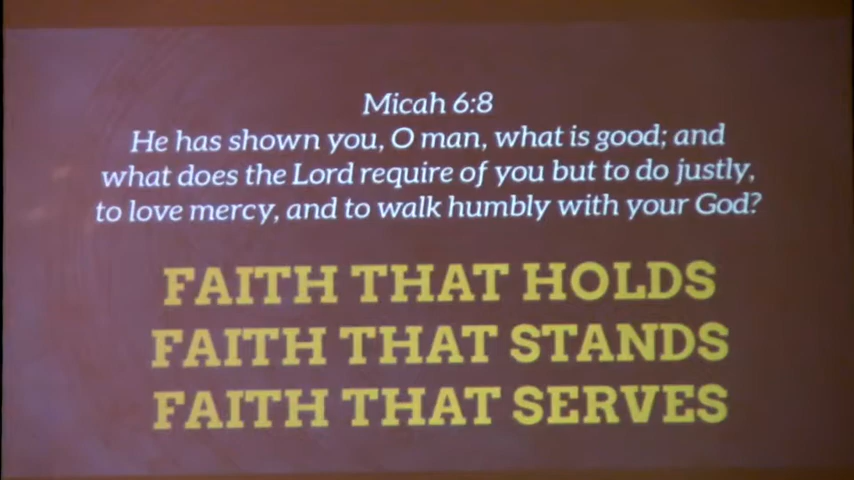 Micah 6:8
He has shown you, O man, what is good; and
what does the Lord require of you but to do justly,
to love mercy, and to walk humbly with your God?
FAITH THAT HOLDS
FAITH THAT STANDS
FAITH THAT SERVES